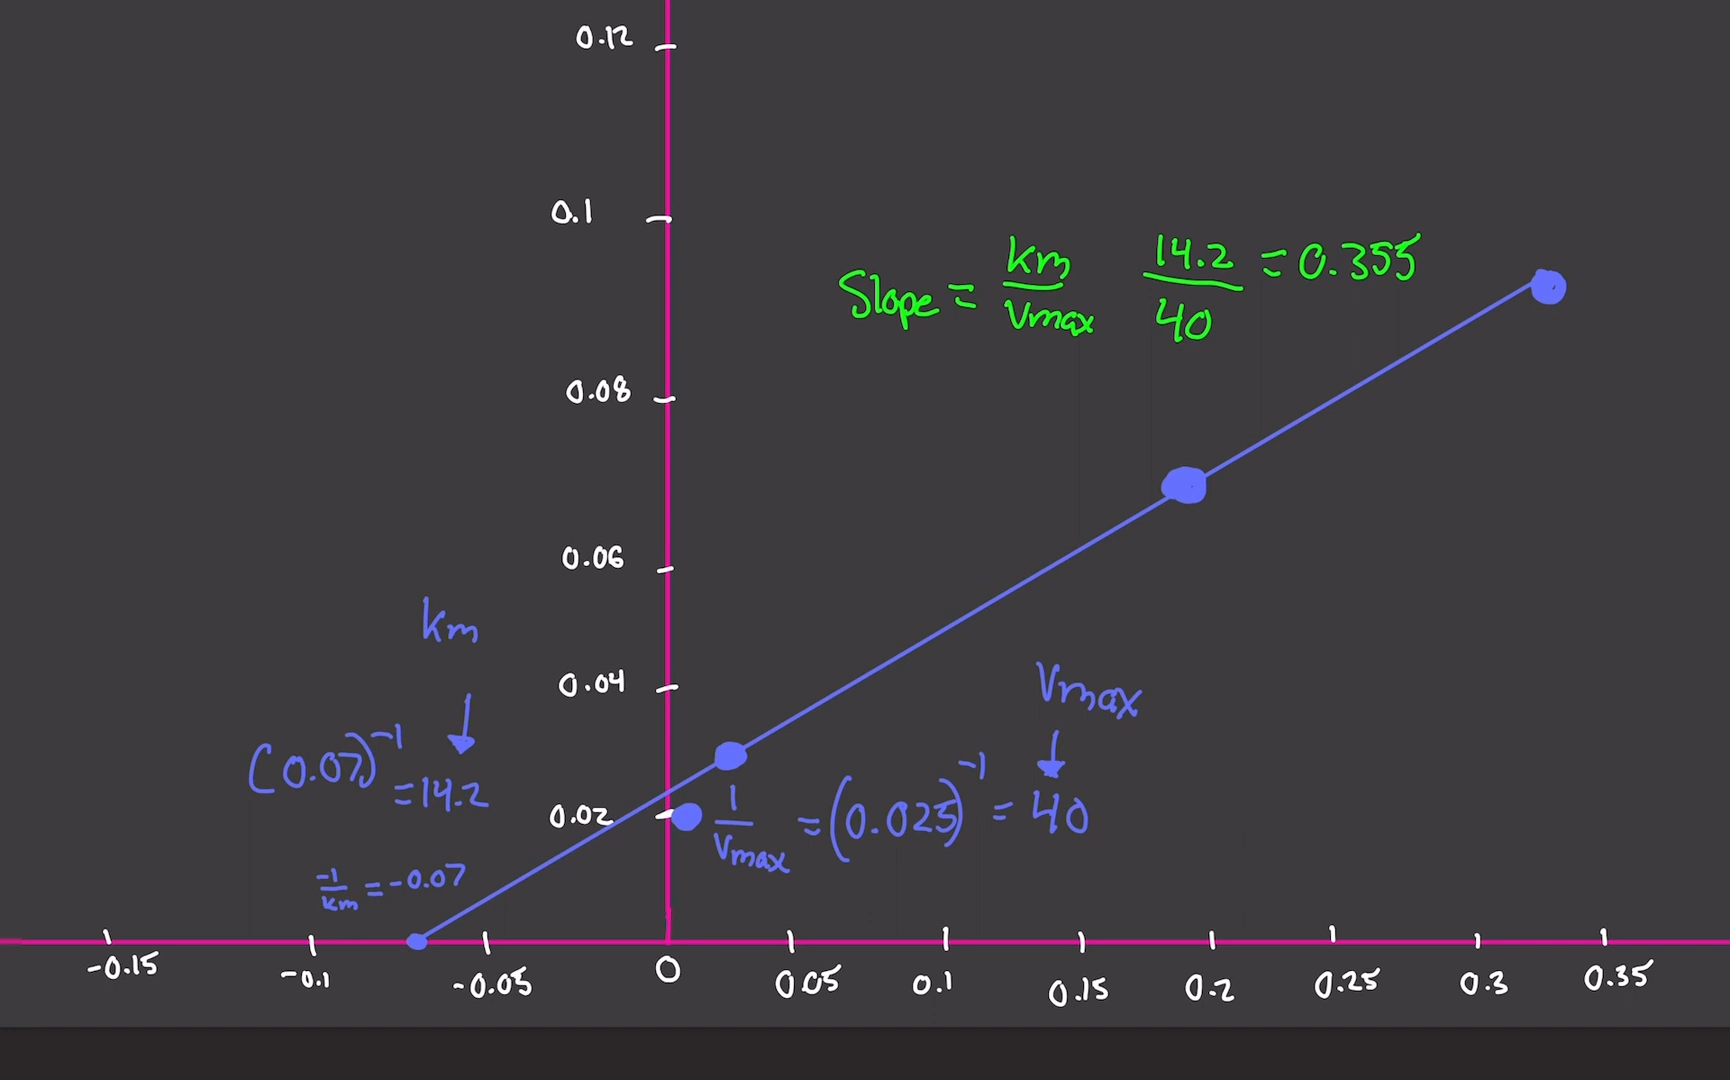 0.12
0.1
Slope = km/Vmax 14.2/40 = 0.355
0.08
0.06
km
0.04
Vmax
(0.07)⁻¹ = 14.2
0.02
1/Vmax = (0.025)⁻¹ = 40
-1/km = -0.07
-0.15 -0.1 -0.05 0 0.05 0.1 0.15 0.2 0.25 0.3 0.35